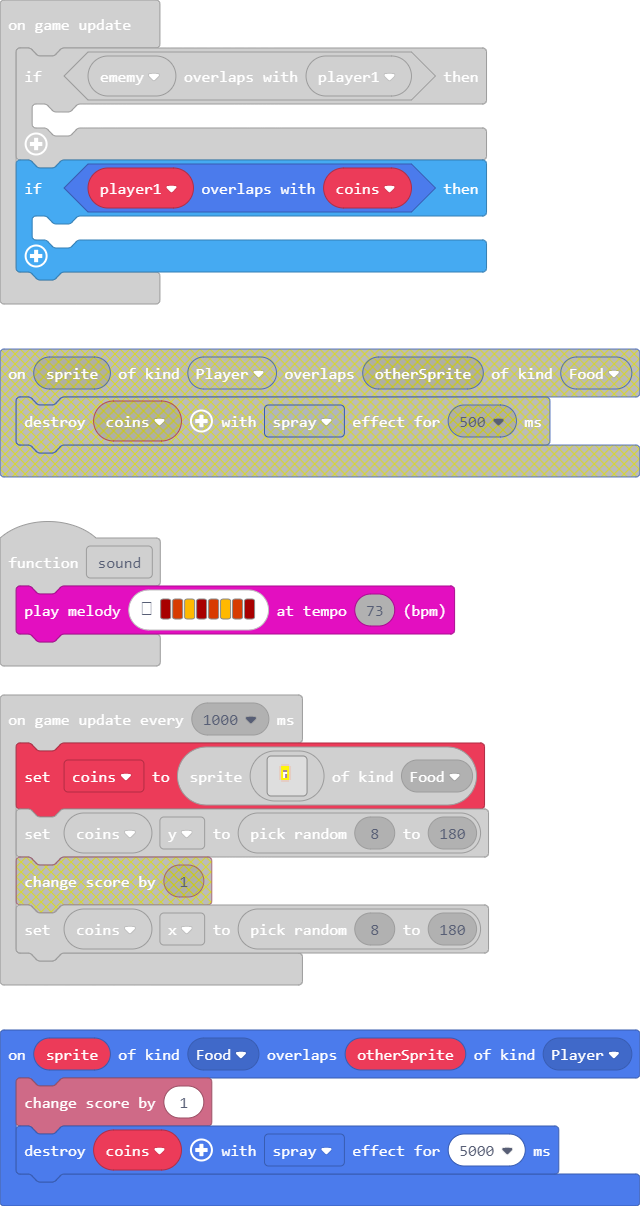 on game update
if ememy overlaps with player1 then
if player1 overlaps with coins then
on sprite of kind Player overlaps otherSprite of kind Food
destroy coins with spray effect for 500 ms
function sound
play melody at tempo 73 (bpm)
on game update every 1000 ms
set coins to sprite of kind Food
set coins y to pick random 8 to 180
change score by 1
set coins x to pick random 8 to 180
on sprite of kind Food overlaps otherSprite of kind Player
change score by 1
destroy coins with spray effect for 5000 ms